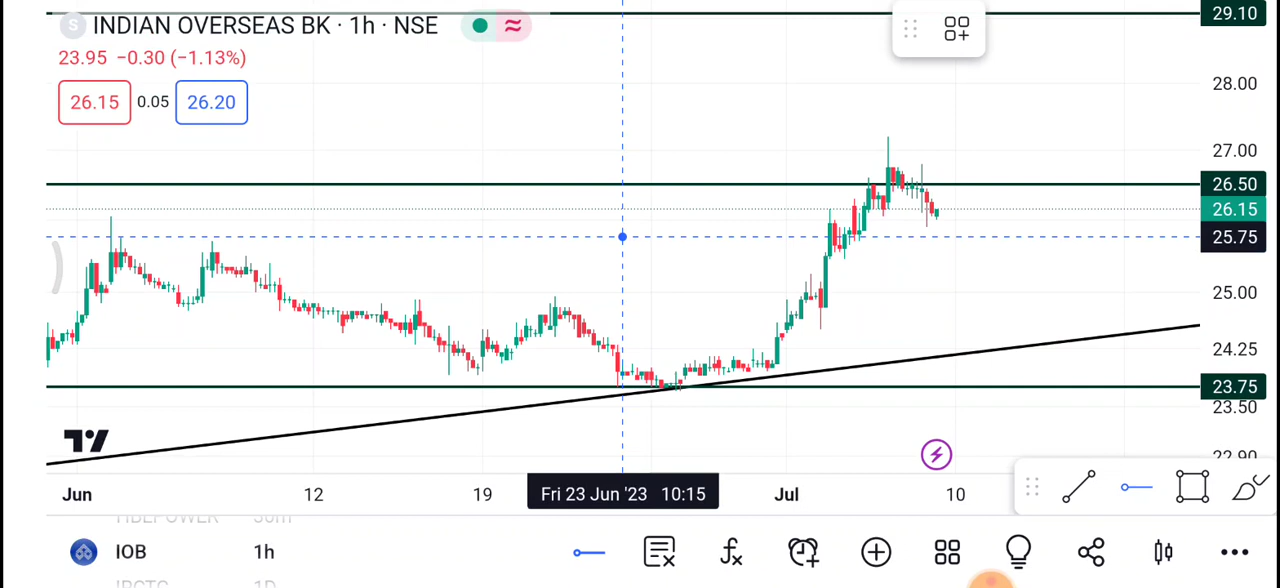 29.10
S INDIAN OVERSEAS BK · 1h · NSE
23.95 −0.30 (−1.13%)
26.15 0.05 26.20
28.00
27.00
26.50
26.15
25.75
25.00
24.25
23.75
23.50
22.90
Jun 12 19 Fri 23 Jun '23 10:15 Jul 10
IOB 1h